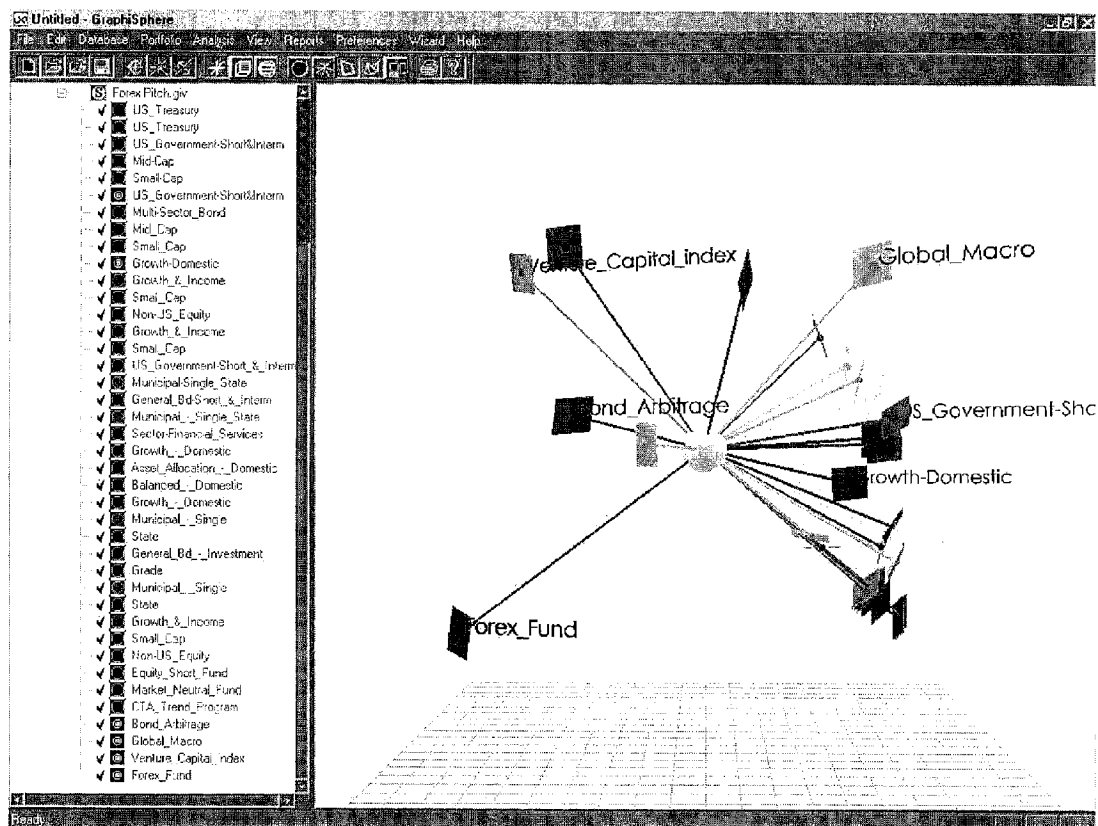 Untitled - GraphiSphere
File Edit Database Portfolio Analysis View Reports Preferences Wizard Help
Forex Pitch.giv
US_Treasury
US_Treasury
US_Government-Short&Interm
Mid-Cap
Small-Cap
US_Government-Short&Interm
Multi-Sector_Bond
Mid_Cap
Small_Cap
Growth-Domestic
Growth_&_Income
Small_Cap
Non-US_Equity
Growth_&_Income
Small_Cap
US_Government-Short_&_Interm
Municipal-Single_State
General_Bd-Short_&_Interm
Municipal_-_Single_State
Sector-Financial_Services
Growth_-_Domestic
Asset_Allocation_-_Domestic
Balanced_-_Domestic
Growth_-_Domestic
Municipal_-_Single
State
General_Bd_-_Investment
Grade
Municipal_-_Single
State
Growth_&_Income
Small_Cap
Non-US_Equity
Equity_Short_Fund
Market_Neutral_Fund
CTA_Trend_Program
Bond_Arbitrage
Global_Macro
Venture_Capital_index
Forex_Fund
Venture_Capital_index
Global_Macro
Bond_Arbitrage
US_Government-Sho
Growth-Domestic
Forex_Fund
Ready